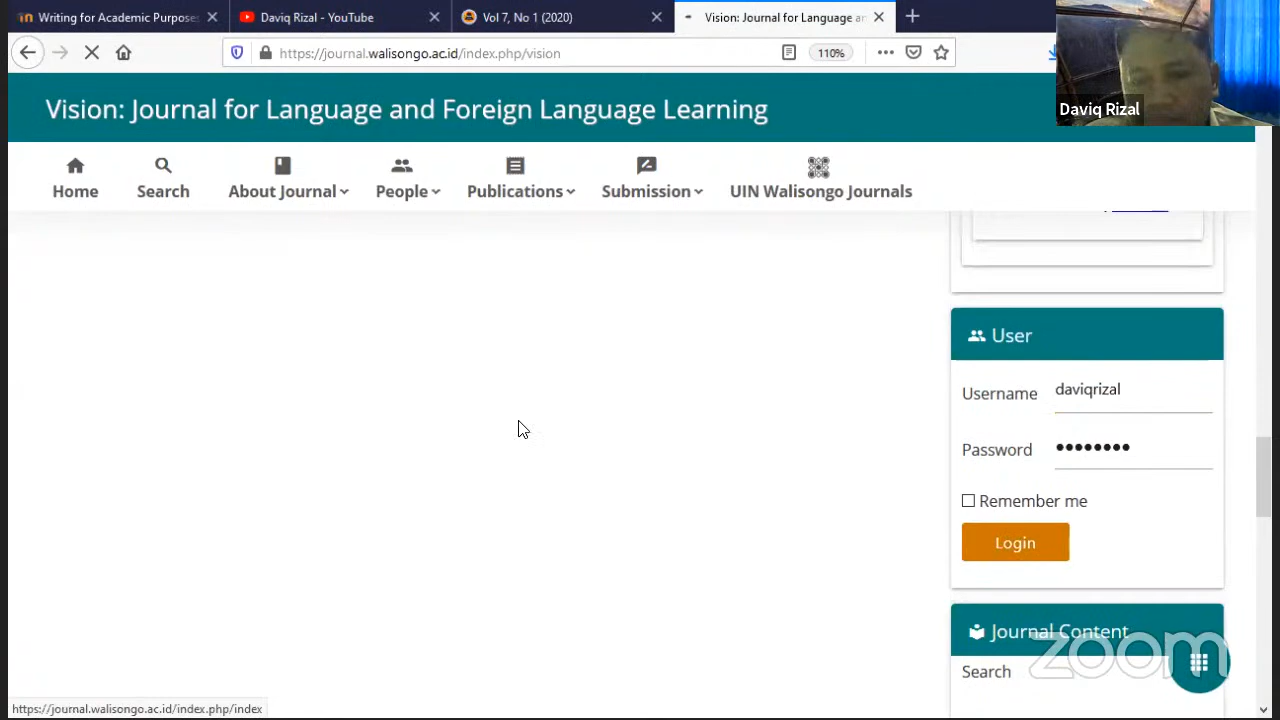 Writing for Academic Purposes
Daviq Rizal - YouTube
Vol 7, No 1 (2020)
Vision: Journal for Language an
https://journal.walisongo.ac.id/index.php/vision
110%
Daviq Rizal
Vision: Journal for Language and Foreign Language Learning
Home
Search
About Journal
People
Publications
Submission
UIN Walisongo Journals
User
Username
daviqrizal
Password
Remember me
Login
Journal Content
zoom
Search
https://journal.walisongo.ac.id/index.php/index